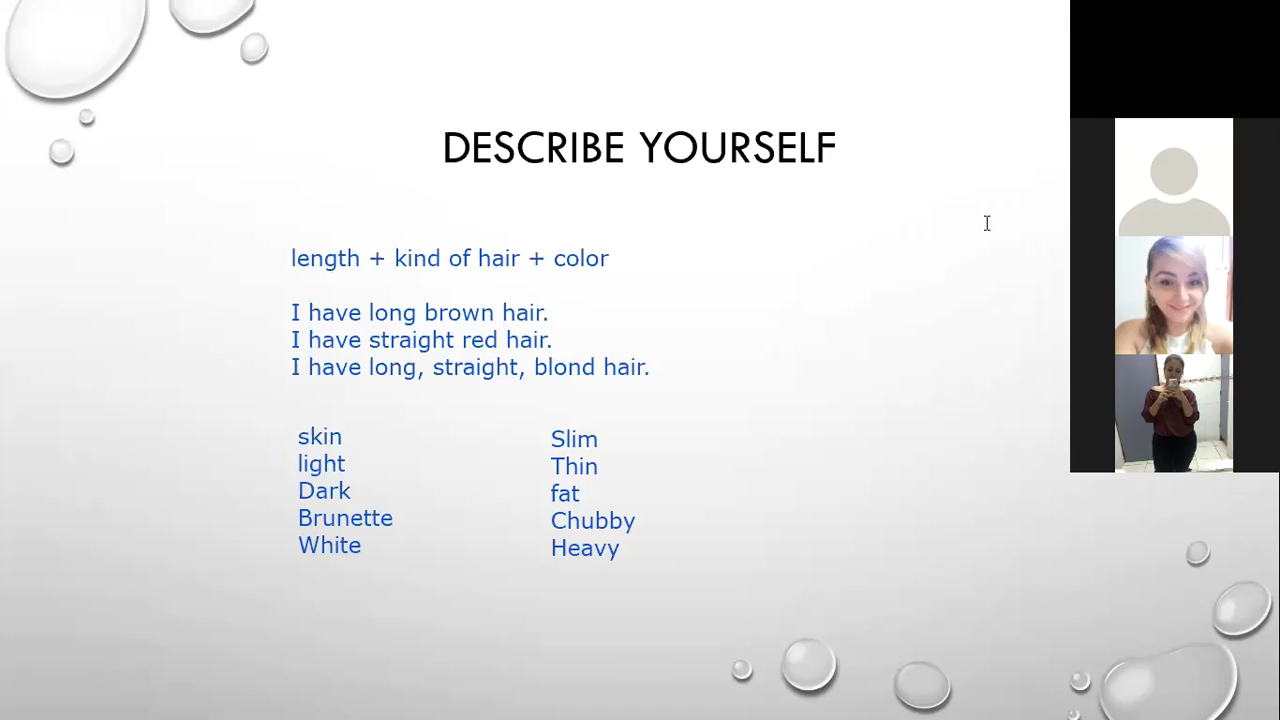 DESCRIBE YOURSELF
length + kind of hair + color
I have long brown hair.
I have straight red hair.
I have long, straight, blond hair.
skin
light
Dark
Brunette
White
Slim
Thin
fat
Chubby
Heavy